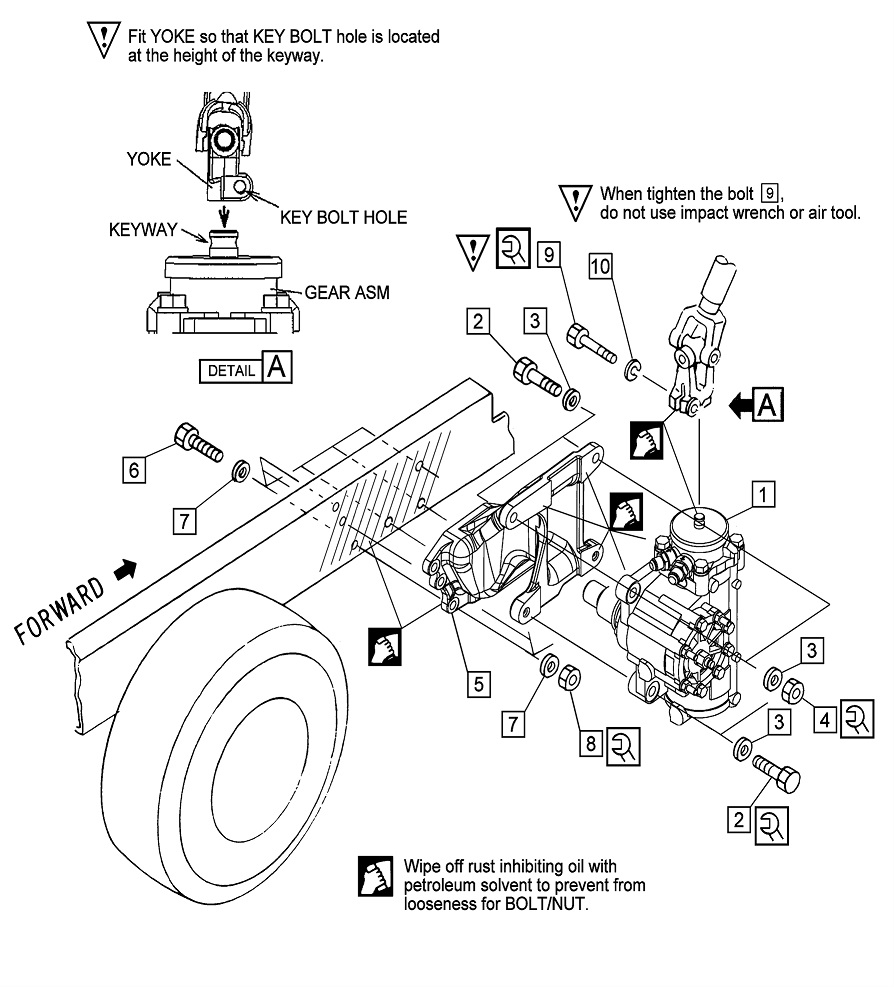 Fit YOKE so that KEY BOLT hole is located
at the height of the keyway.
YOKE
KEY BOLT HOLE
KEYWAY
GEAR ASM
DETAIL A
When tighten the bolt 9,
do not use impact wrench or air tool.
9
10
2
3
A
6
7
1
FORWARD
5
3
7
4
8
3
2
Wipe off rust inhibiting oil with
petroleum solvent to prevent from
looseness for BOLT/NUT.